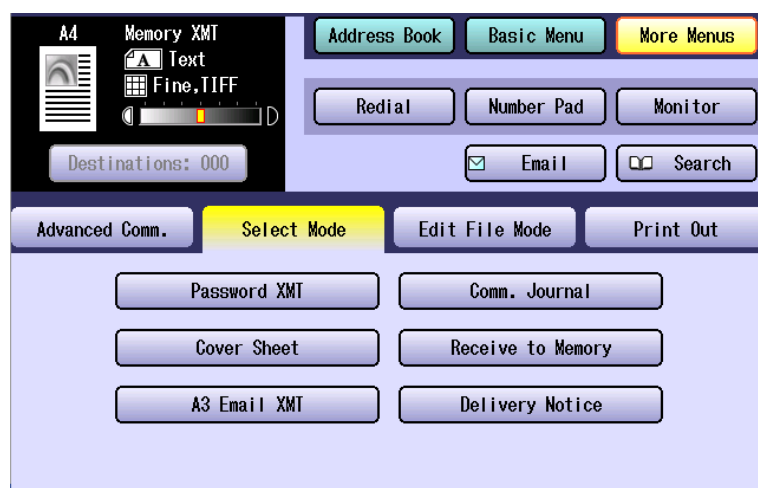 A4 Memory XMT
A Text
Fine,TIFF
Destinations: 000
Address Book Basic Menu More Menus
Redial Number Pad Monitor
Email Search
Advanced Comm. Select Mode Edit File Mode Print Out
Password XMT Comm. Journal
Cover Sheet Receive to Memory
A3 Email XMT Delivery Notice